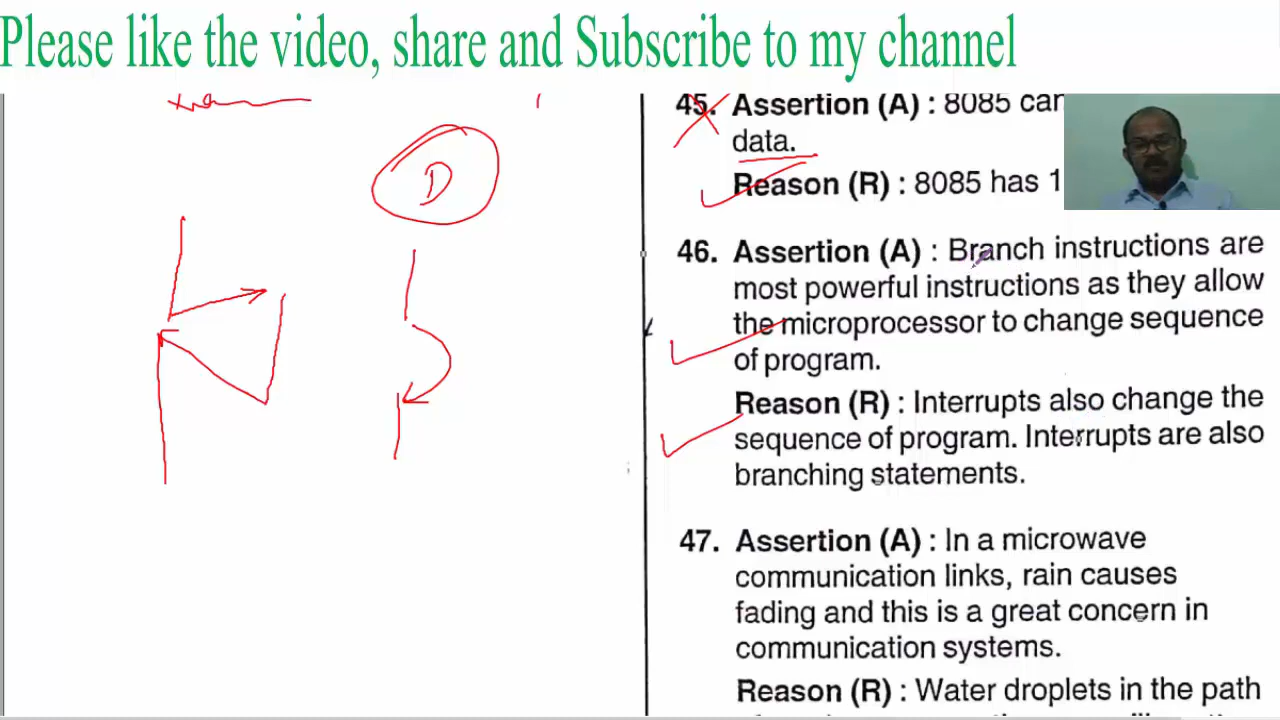 Please like the video, share and Subscribe to my channel
D
45. Assertion (A) : 8085 can
data.
Reason (R) : 8085 has 1
46. Assertion (A) : Branch instructions are
most powerful instructions as they allow
the microprocessor to change sequence
of program.
Reason (R) : Interrupts also change the
sequence of program. Interrupts are also
branching statements.
47. Assertion (A) : In a microwave
communication links, rain causes
fading and this is a great concern in
communication systems.
Reason (R) : Water droplets in the path